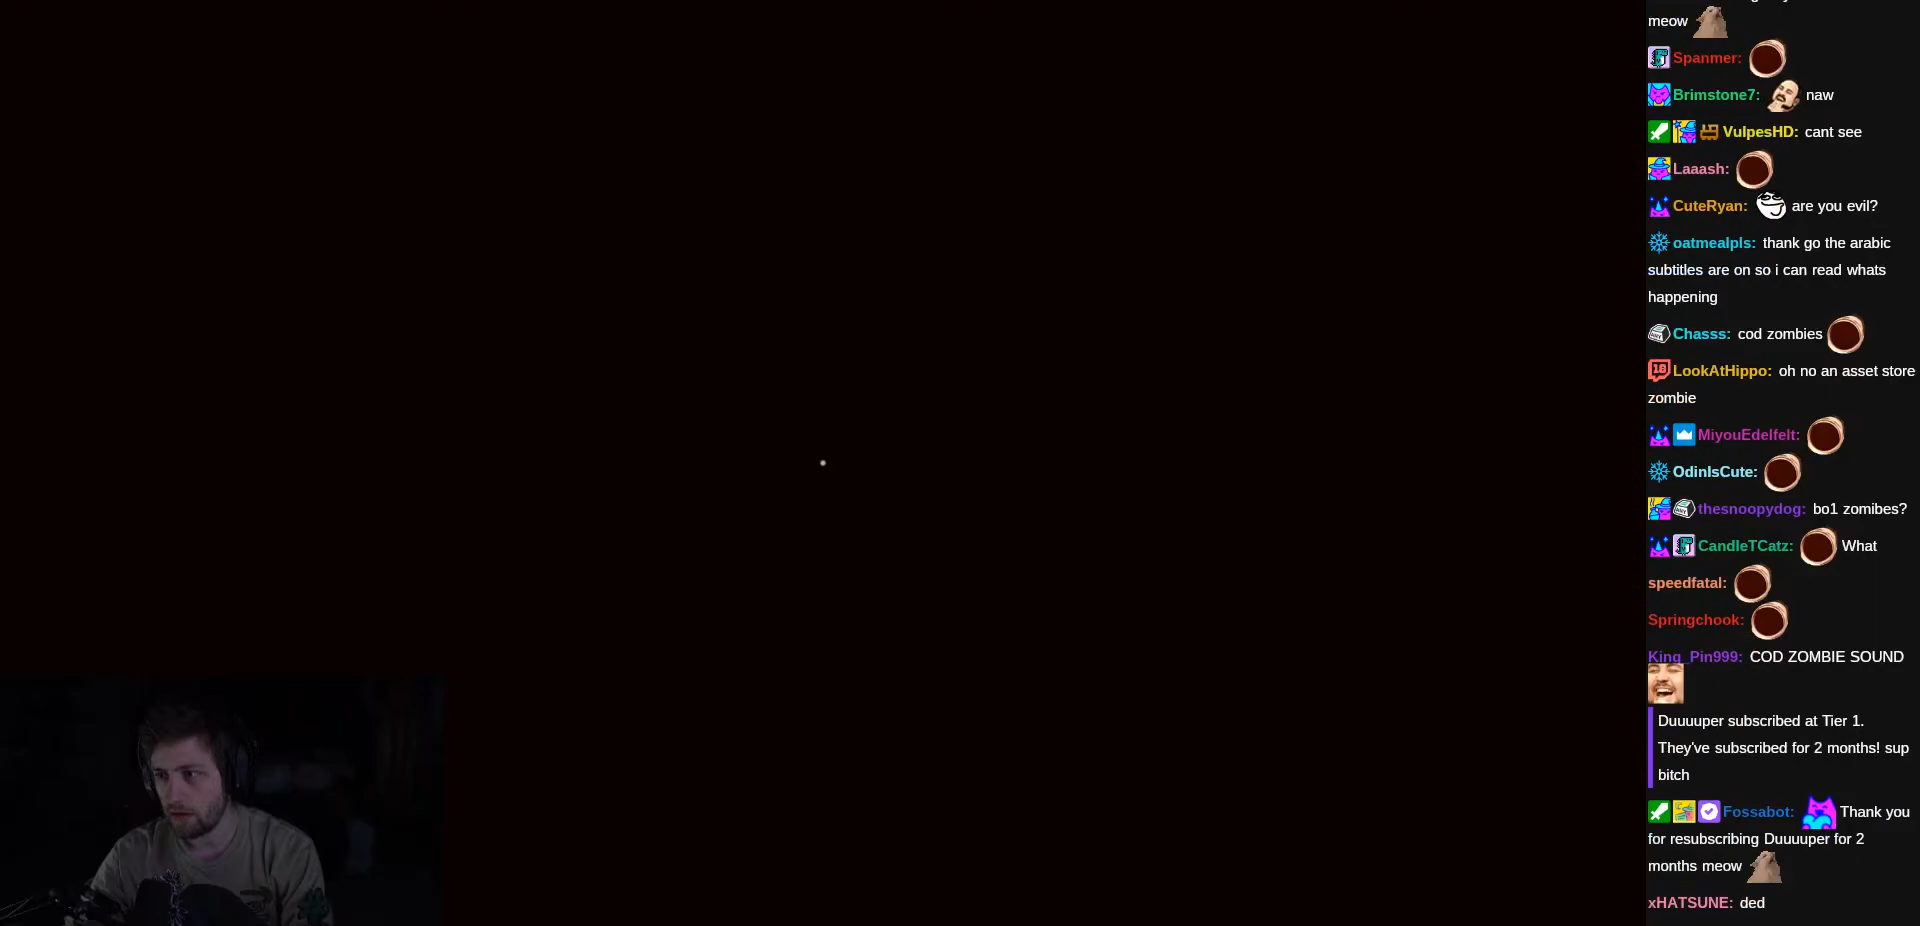 meow
Spanmer:
Brimstone7: naw
VulpesHD: cant see
Laaash:
CuteRyan: are you evil?
oatmealpls: thank go the arabic
subtitles are on so i can read whats
happening
Chasss: cod zombies
LookAtHippo: oh no an asset store
zombie
MiyouEdelfelt:
OdinIsCute:
thesnoopydog: bo1 zomibes?
CandleTCatz: What
speedfatal:
Springchook:
King_Pin999: COD ZOMBIE SOUND
Duuuuper subscribed at Tier 1.
They've subscribed for 2 months! sup
bitch
Fossabot: Thank you
for resubscribing Duuuuper for 2
months meow
xHATSUNE: ded